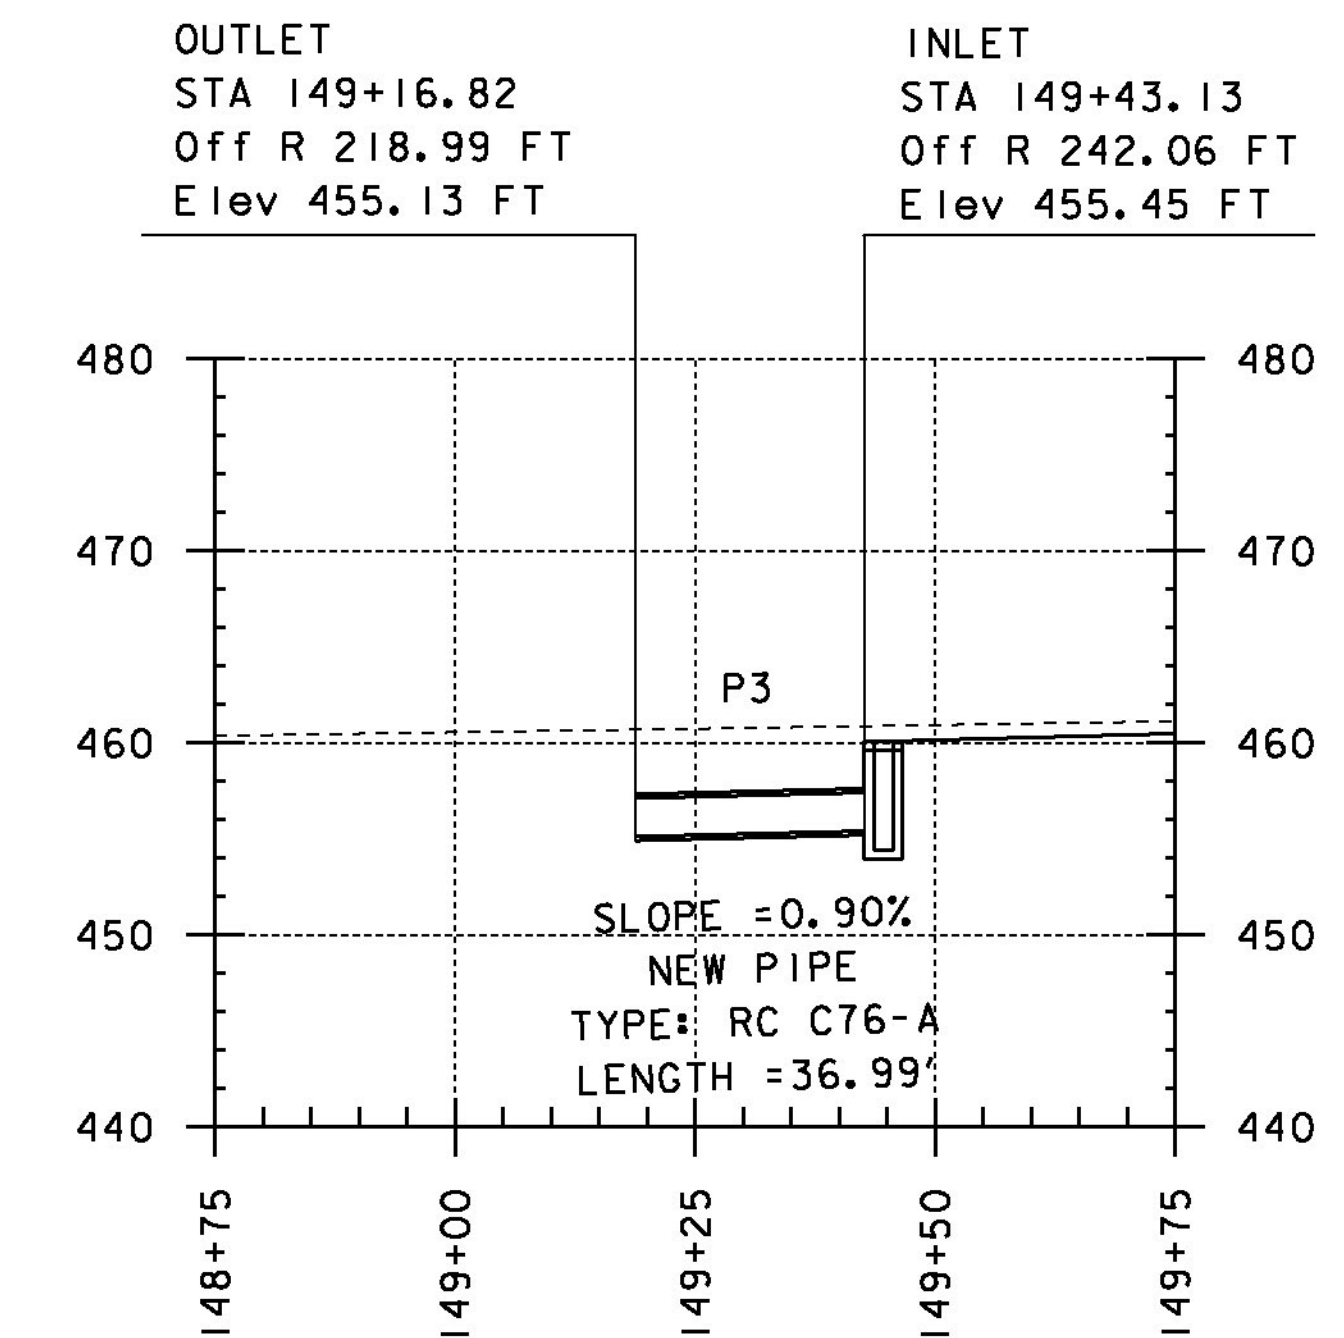 OUTLET
STA 149+16.82
Off R 218.99 FT
Elev 455.13 FT
INLET
STA 149+43.13
Off R 242.06 FT
Elev 455.45 FT
480
480
470
470
P3
460
460
SLOPE =0.90%
450
450
NEW PIPE
TYPE: RC C76-A
LENGTH =36.99'
440
440
148+75
149+00
149+25
149+50
149+75